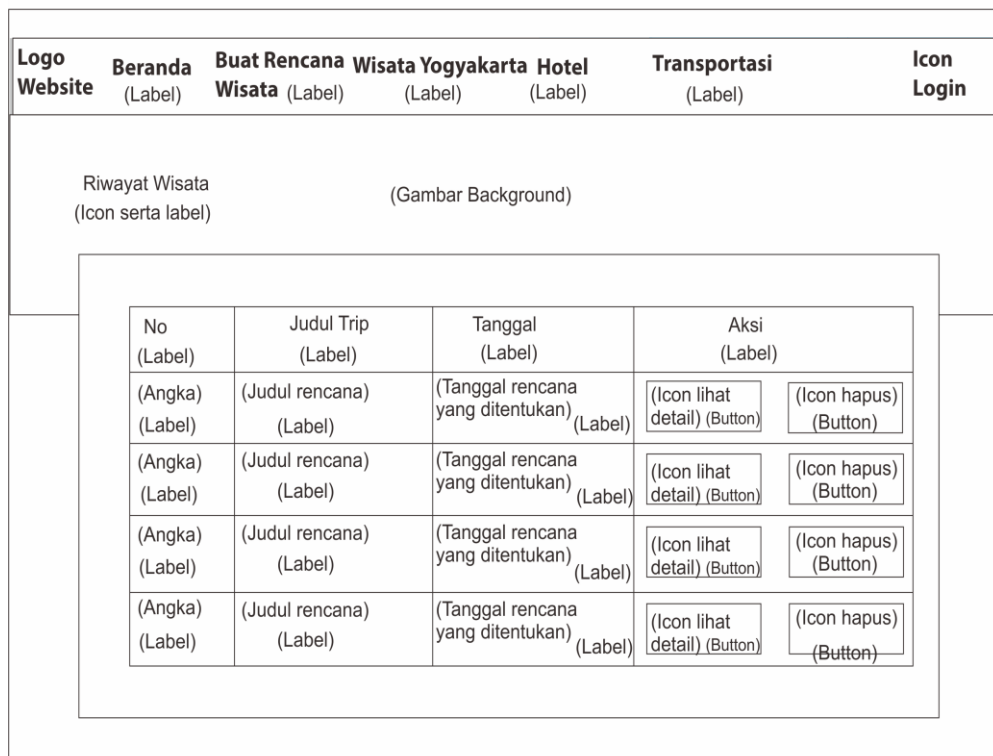 Logo Website
Beranda (Label)
Buat Rencana Wisata (Label)
Wisata Yogyakarta (Label)
Hotel (Label)
Transportasi (Label)
Icon Login
Riwayat Wisata
(Icon serta label)
(Gambar Background)
No (Label)
Judul Trip (Label)
Tanggal (Label)
Aksi (Label)
(Angka) (Label)
(Judul rencana) (Label)
(Tanggal rencana yang ditentukan) (Label)
(Icon lihat detail) (Button)
(Icon hapus) (Button)
(Angka) (Label)
(Judul rencana) (Label)
(Tanggal rencana yang ditentukan) (Label)
(Icon lihat detail) (Button)
(Icon hapus) (Button)
(Angka) (Label)
(Judul rencana) (Label)
(Tanggal rencana yang ditentukan) (Label)
(Icon lihat detail) (Button)
(Icon hapus) (Button)
(Angka) (Label)
(Judul rencana) (Label)
(Tanggal rencana yang ditentukan) (Label)
(Icon lihat detail) (Button)
(Icon hapus) (Button)